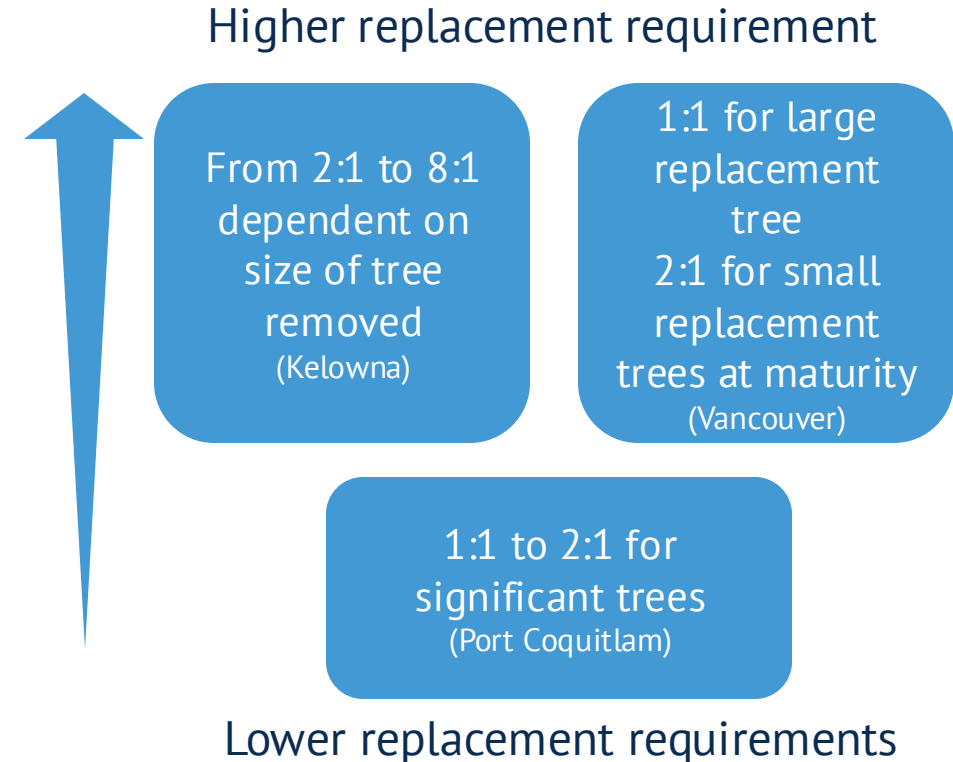 Higher replacement requirement
From 2:1 to 8:1
dependent on
size of tree
removed
(Kelowna)
1:1 for large
replacement
tree
2:1 for small
replacement
trees at maturity
(Vancouver)
1:1 to 2:1 for
significant trees
(Port Coquitlam)
Lower replacement requirements